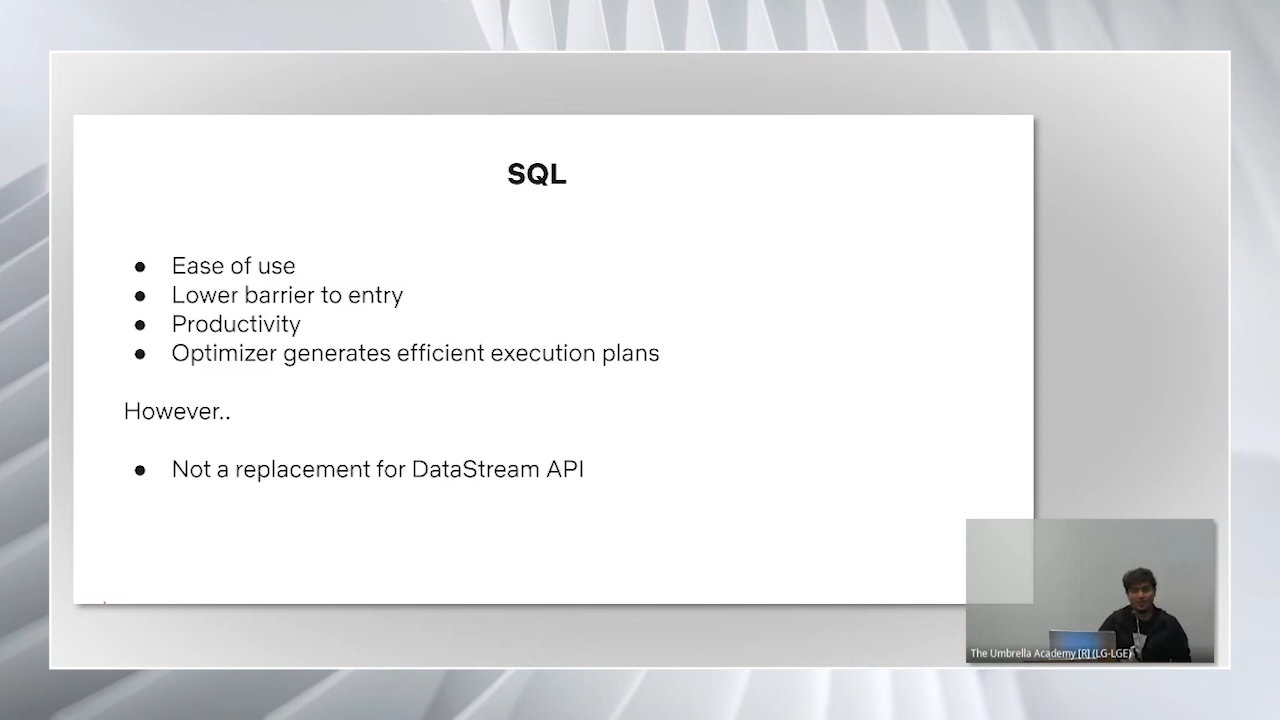 SQL
● Ease of use
● Lower barrier to entry
● Productivity
● Optimizer generates efficient execution plans
However..
● Not a replacement for DataStream API
The Umbrella Academy [R] (LG-LGE)